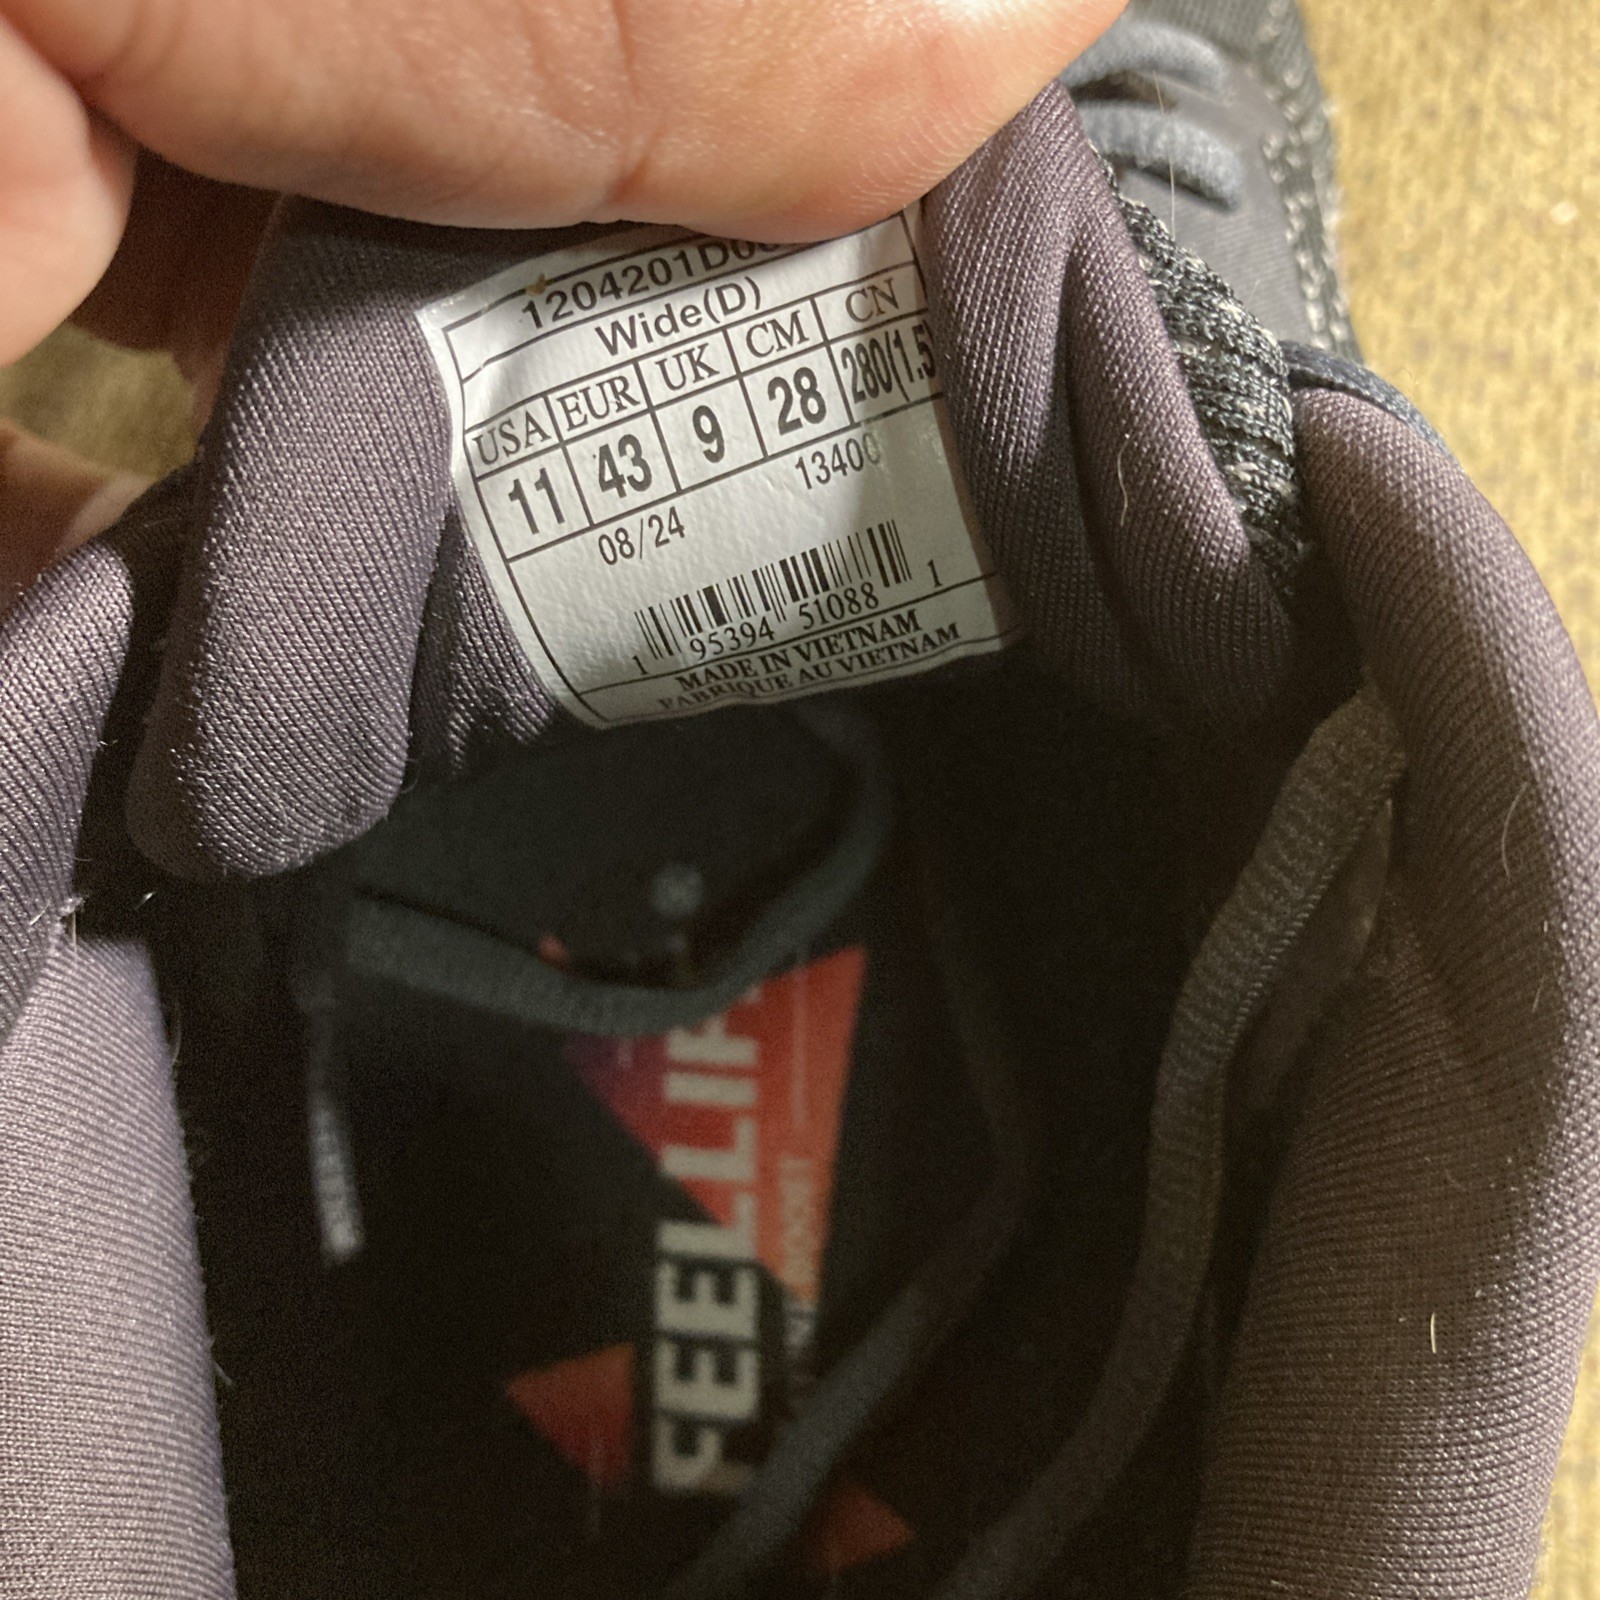 1204201D0
Wide(D)
USA EUR UK CM CN
11 43 9 28 280(1.5
08/24 13400
1 95394 51088 1
MADE IN VIETNAM
FABRIQUE AU VIETNAM